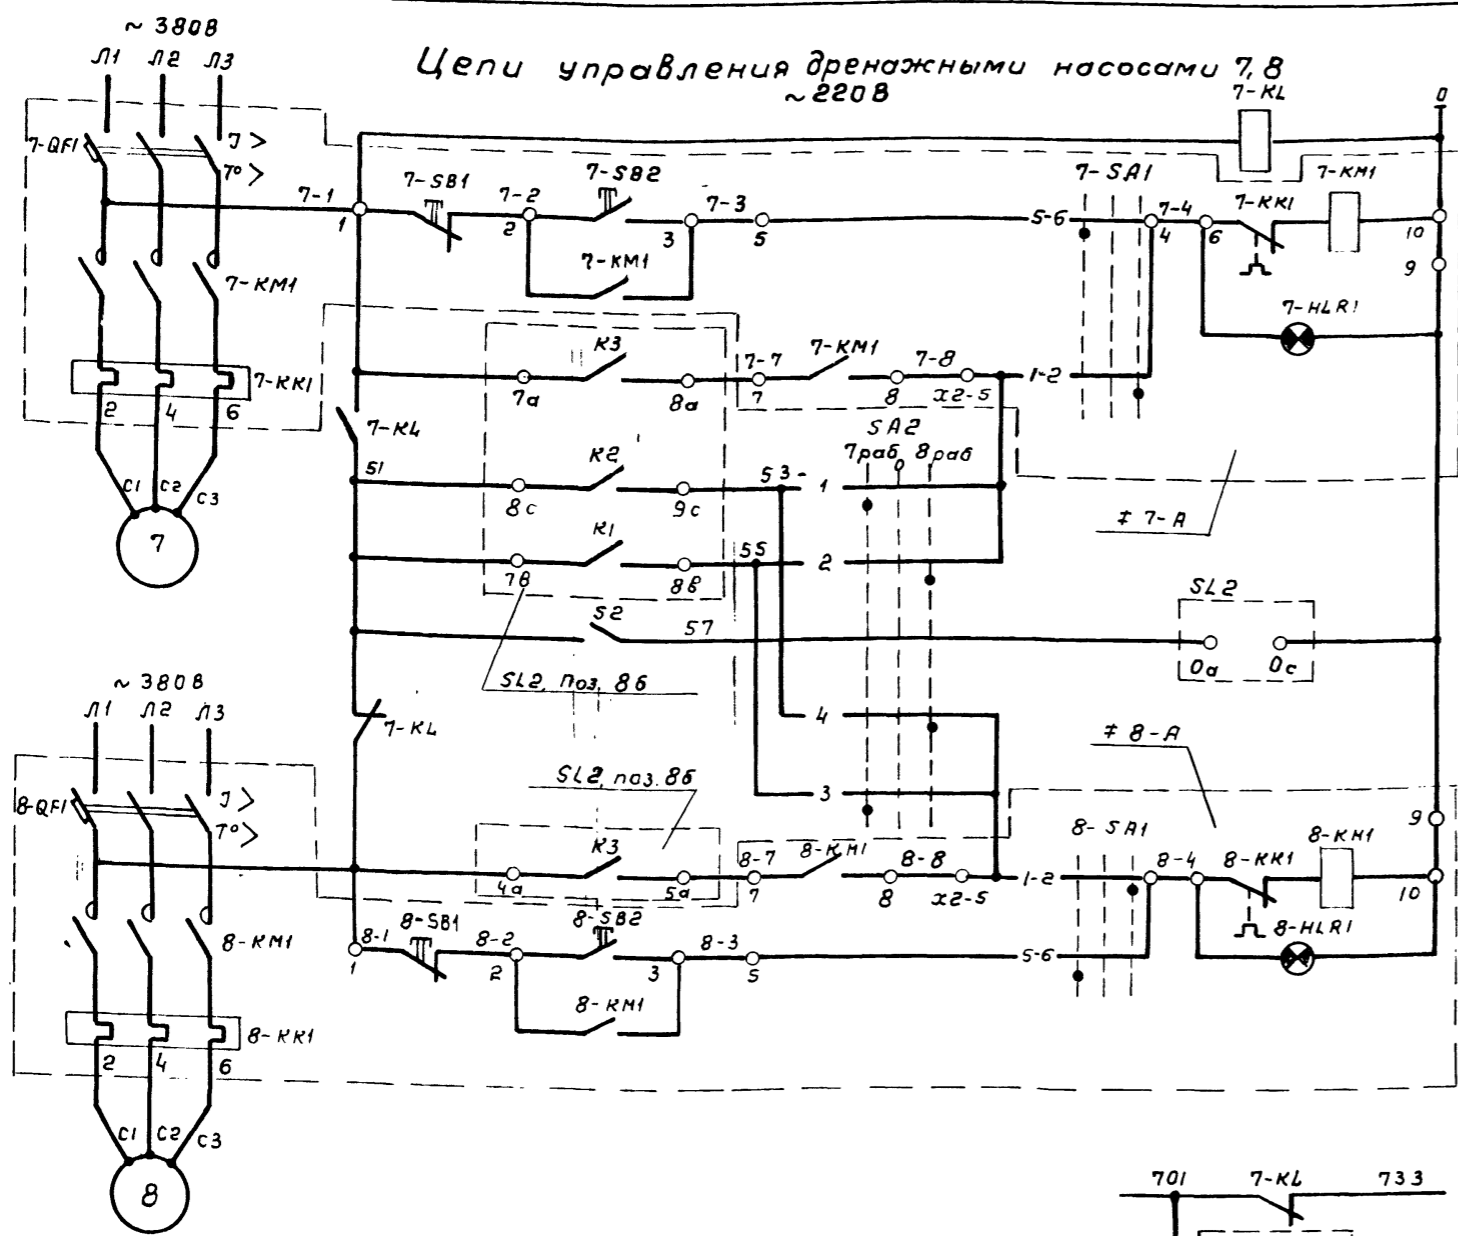 ~ 380В
Л1 Л2 Л3
Цепи управления дренажными насосами 7,8
~220В
7-KL
0
7-QF1
J >
T° >
7-1
1
7-SB1
7-2
2
7-SB2
3
7-3
5
5-6
7-SA1
7-4
4
6
7-KK1
7-KM1
10
9
7-KM1
7-KM1
7-HLR1
K3
7а
8а
7-7
7
7-KM1
7-8
8
х2-5
1-2
7-KK1
2 4 6
7-KL
SA2
7раб 0 8раб
51
K2
8с
9с
53-
1
С1 С2 С3
7
K1
7в
8в
55
2
≠ 7-А
S2
57
SL2
0а 0с
SL2, поз. 8б
~ 380В
Л1 Л2 Л3
7-KL
4
≠ 8-А
SL2, поз. 8б
3
8-QF1
J >
T° >
K3
4а
5а
8-7
7
8-KM1
8-8
8
х2-5
1-2
8-SA1
8-4
8-KK1
8-KM1
9
10
8-1
1
8-SB1
8-2
2
8-SB2
3
8-3
5
5-6
8-HLR1
8-KM1
8-KM1
8-KK1
2 4 6
С1 С2 С3
8
701 7-KL 733